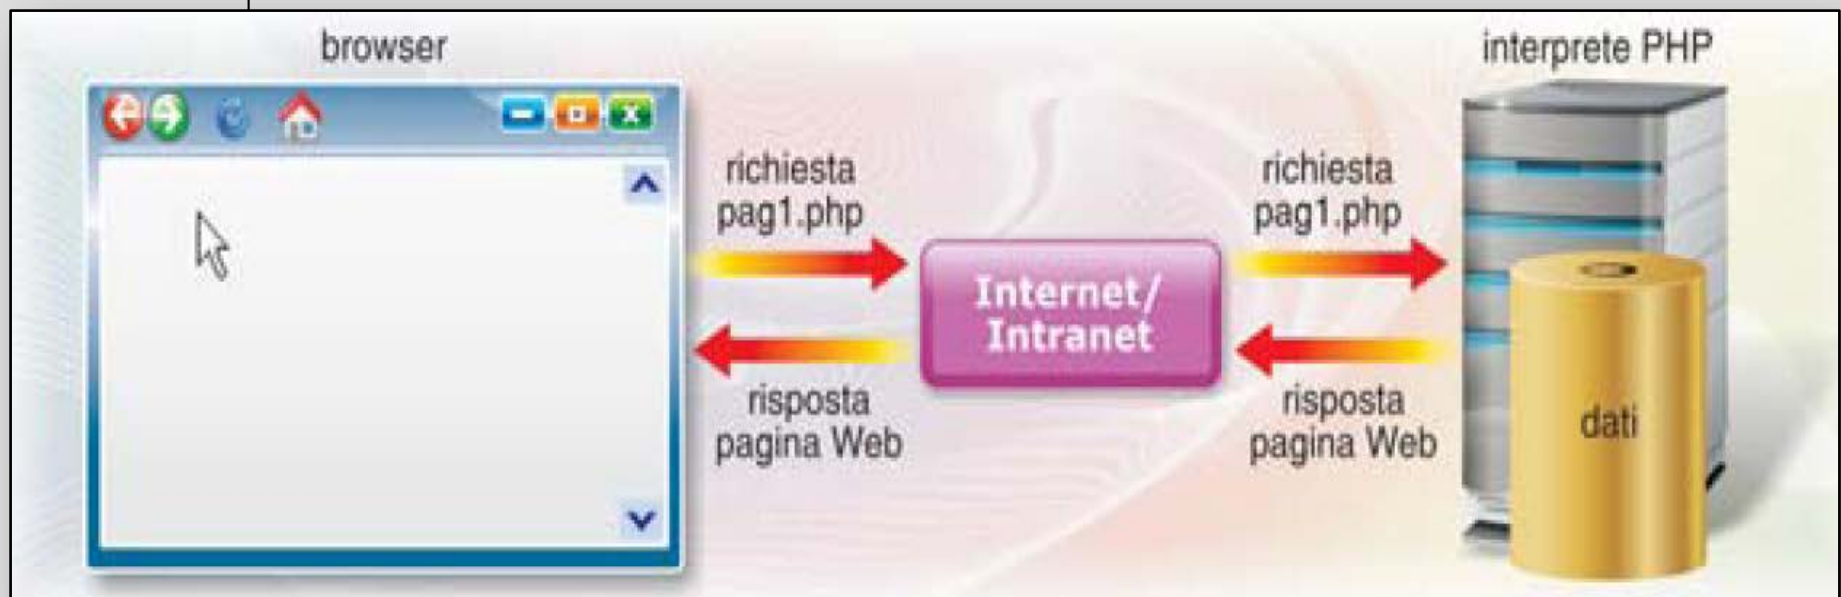 browser
interprete PHP
richiesta
pag1.php
richiesta
pag1.php
Internet/
Intranet
risposta
pagina Web
risposta
pagina Web
dati